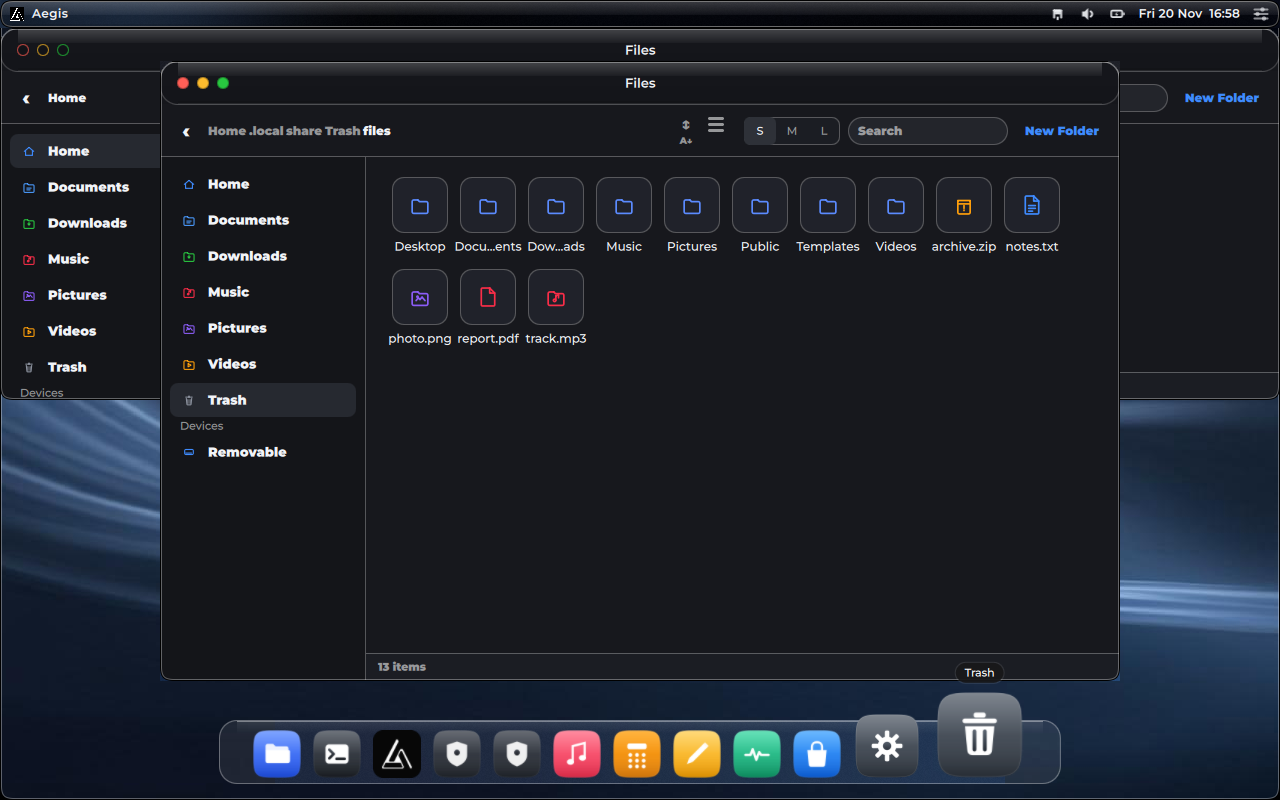 Aegis
Fri 20 Nov 16:58
Files
Home
New Folder
Home
Documents
Downloads
Music
Pictures
Videos
Trash
Devices
Files
Home .local share Trash files
A
S M L
Search
New Folder
Home
Documents
Downloads
Music
Pictures
Videos
Trash
Devices
Removable
Desktop Docu...ents Dow...ads Music Pictures Public Templates Videos archive.zip notes.txt
photo.png report.pdf track.mp3
13 items
Trash